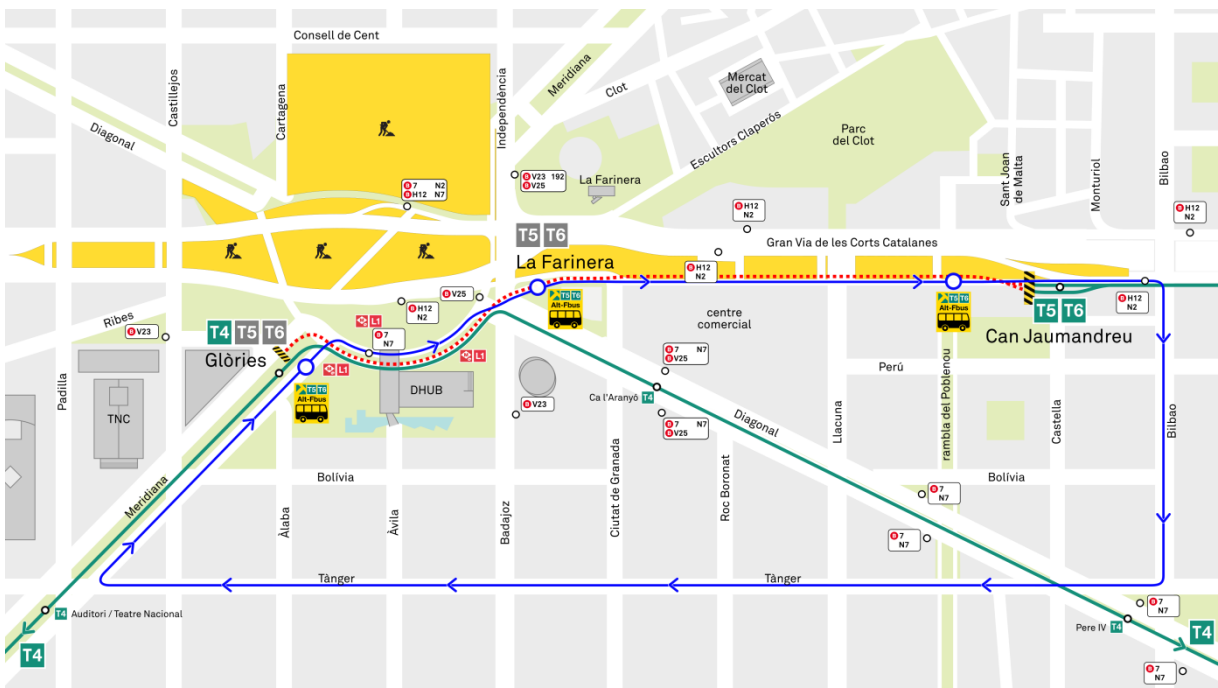 Consell de Cent
Castillejos
Cartagena
Independència
Meridiana
Clot
Mercat
del Clot
Escultors Claperós
Parc
del Clot
Sant Joan
de Malta
Monturiol
Bilbao
Diagonal
B 7 N2
B H12 N7
B V23 192
B V25
La Farinera
B H12
N2
B H12
N2
T5 T6
La Farinera
Gran Via de les Corts Catalanes
B H12
N2
B V25
B H12
N2
T5 T6
Alt-Fbus
T5 T6
Alt-Fbus
B H12
N2
T5 T6
Can Jaumandreu
Ribes
B V23
T4 T5 T6
Glòries
L1
B 7
N7
L1
L1
centre
comercial
Padilla
TNC
T5 T6
Alt-Fbus
DHUB
B V23
B 7 N7
B V25
Ca l'Aranyó T4
B 7 N7
B V25
Perú
Diagonal
Llacuna
rambla del Poblenou
Castella
Bilbao
Meridiana
Bolívia
Àlaba
Àvila
Badajoz
Ciutat de Granada
Roc Boronat
Bolívia
B 7
N7
B 7
N7
Tànger
Tànger
T4 Auditori / Teatre Nacional
T4
B 7
N7
Pere IV T4
T4
B 7
N7